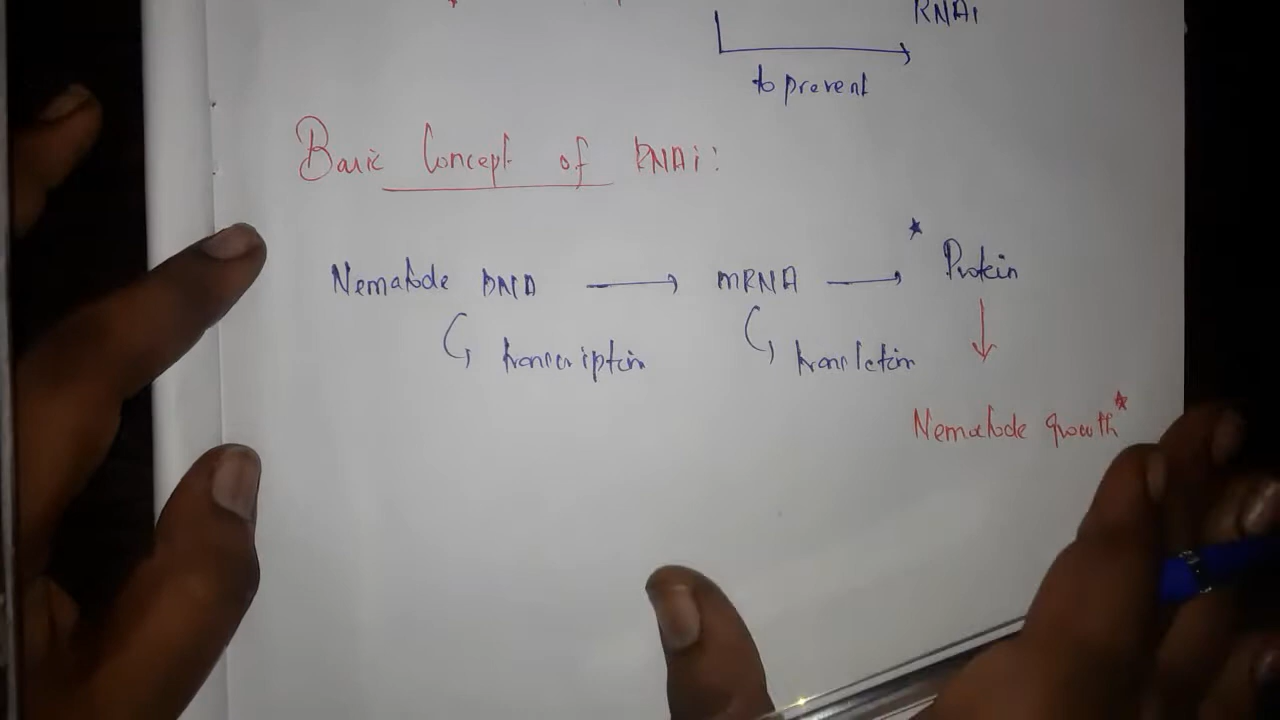 RNAi
to prevent
Basic Concept of RNAi:
Nematode DNA → mRNA → * Protein
transcription translation
Nematode growth*